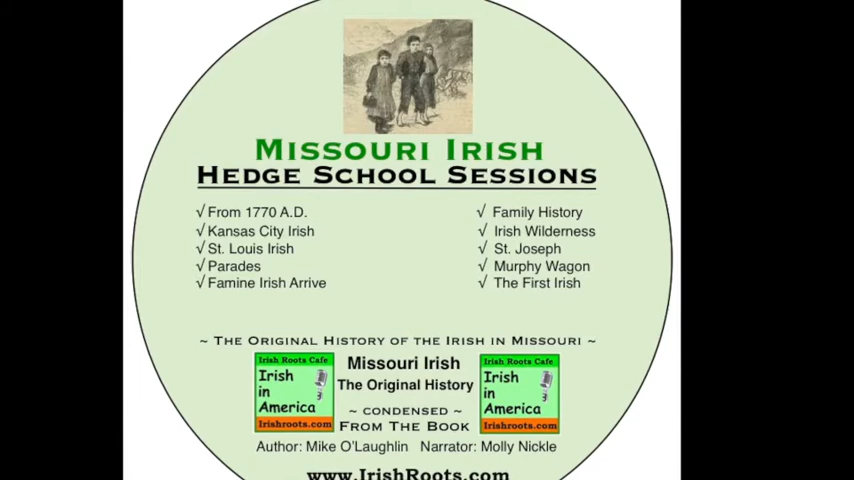 MISSOURI IRISH
HEDGE SCHOOL SESSIONS
√ From 1770 A.D.
√ Kansas City Irish
√ St. Louis Irish
√ Parades
√ Famine Irish Arrive
√ Family History
√ Irish Wilderness
√ St. Joseph
√ Murphy Wagon
√ The First Irish
~ THE ORIGINAL HISTORY OF THE IRISH IN MISSOURI ~
Irish Roots Cafe
Irish
in
America
Irishroots.com
Missouri Irish
The Original History
~ CONDENSED ~
FROM THE BOOK
Irish Roots Cafe
Irish
in
America
Irishroots.com
Author: Mike O'Laughlin Narrator: Molly Nickle
www.IrishRoots.com